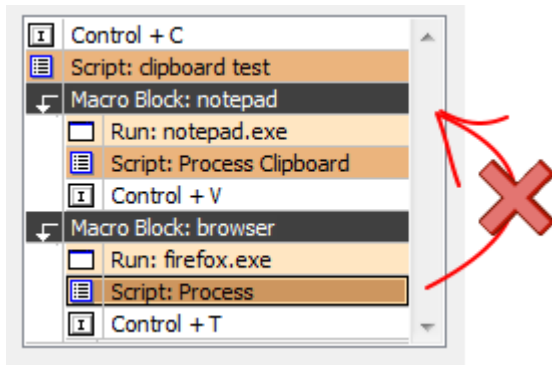 Control + C
Script: clipboard test
Macro Block: notepad
Run: notepad.exe
Script: Process Clipboard
Control + V
Macro Block: browser
Run: firefox.exe
Script: Process
Control + T